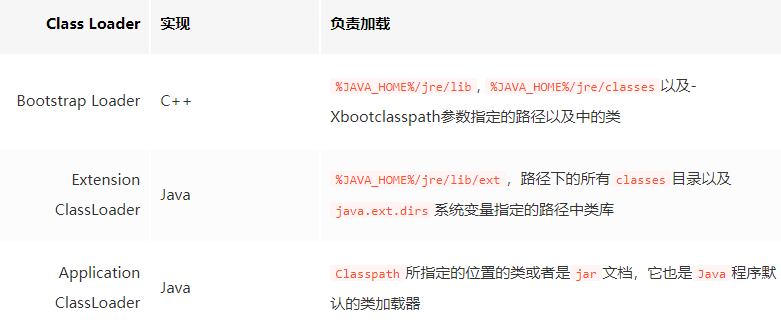 Class Loader 实现 负责加载
Bootstrap Loader C++ %JAVA_HOME%/jre/lib , %JAVA_HOME%/jre/classes 以及-
Xbootclasspath参数指定的路径以及中的类
Extension
ClassLoader
Java
%JAVA_HOME%/jre/lib/ext ，路径下的所有 classes 目录以及
java.ext.dirs 系统变量指定的路径中类库
Application
ClassLoader
Java
Classpath 所指定的位置的类或者是 jar 文档，它也是 Java 程序默
认的类加载器